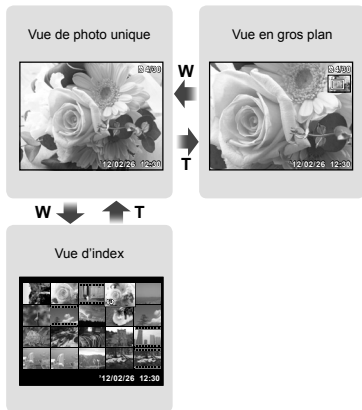 Vue de photo unique
4/30
'12/02/26 12:30
W
T
Vue en gros plan
4/30
'12/02/26 12:30
W T
Vue d'index
'12/02/26 12:30